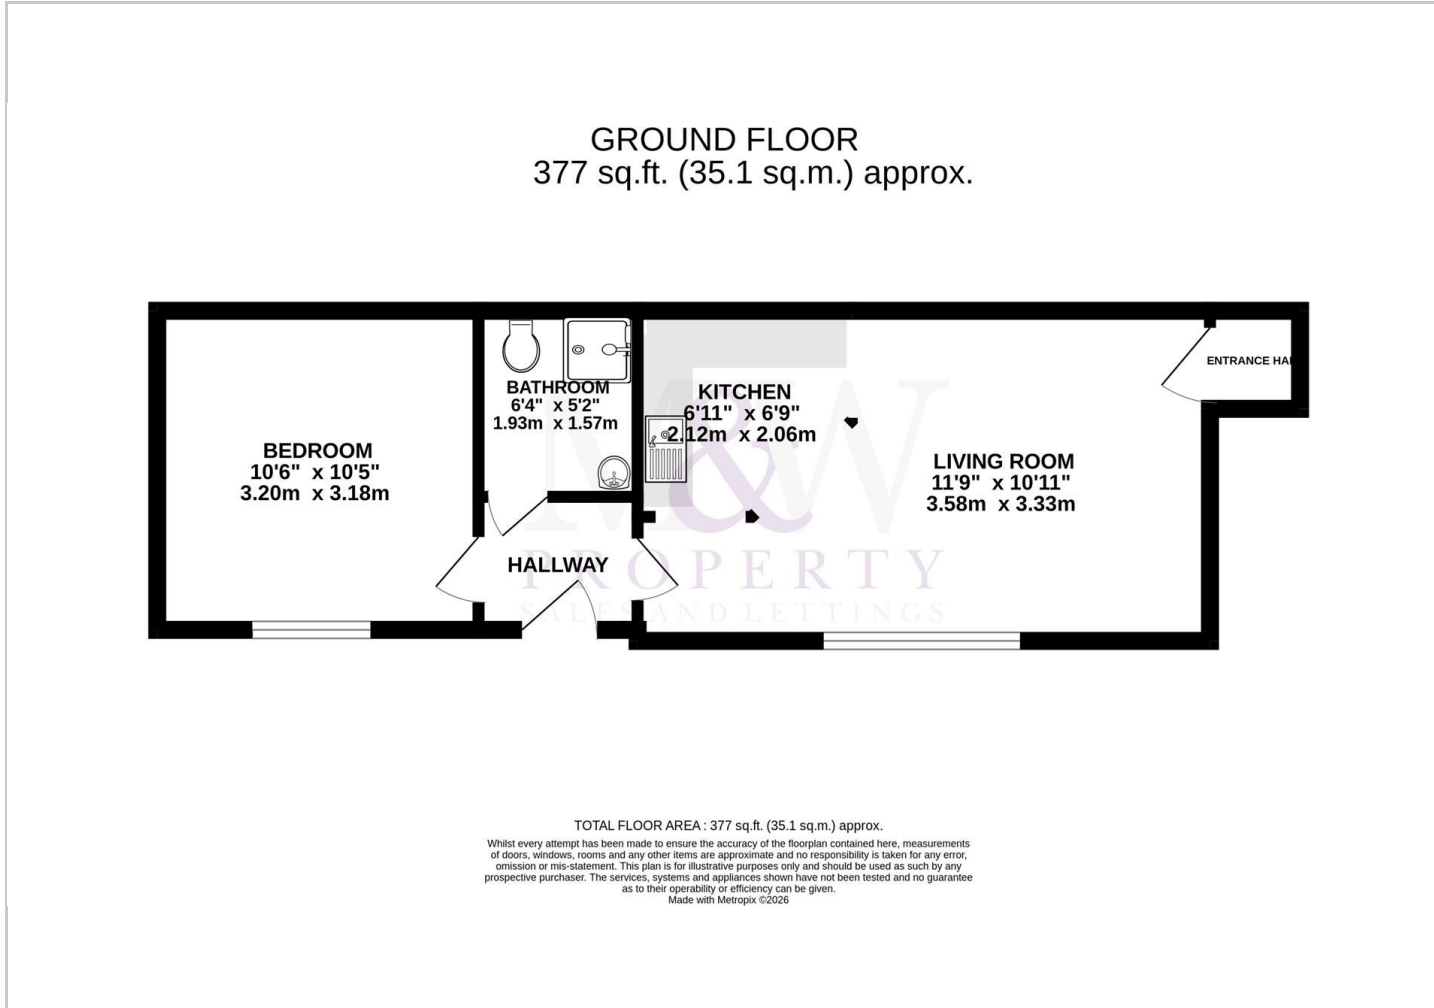 GROUND FLOOR
377 sq.ft. (35.1 sq.m.) approx.
BEDROOM
10'6" x 10'5"
3.20m x 3.18m
BATHROOM
6'4" x 5'2"
1.93m x 1.57m
HALLWAY
KITCHEN
6'11" x 6'9"
2.12m x 2.06m
LIVING ROOM
11'9" x 10'11"
3.58m x 3.33m
ENTRANCE HA
M&W
PROPERTY
SALES AND LETTINGS
TOTAL FLOOR AREA : 377 sq.ft. (35.1 sq.m.) approx.
Whilst every attempt has been made to ensure the accuracy of the floorplan contained here, measurements
of doors, windows, rooms and any other items are approximate and no responsibility is taken for any error,
omission or mis-statement. This plan is for illustrative purposes only and should be used as such by any
prospective purchaser. The services, systems and appliances shown have not been tested and no guarantee
as to their operability or efficiency can be given.
Made with Metropix ©2026